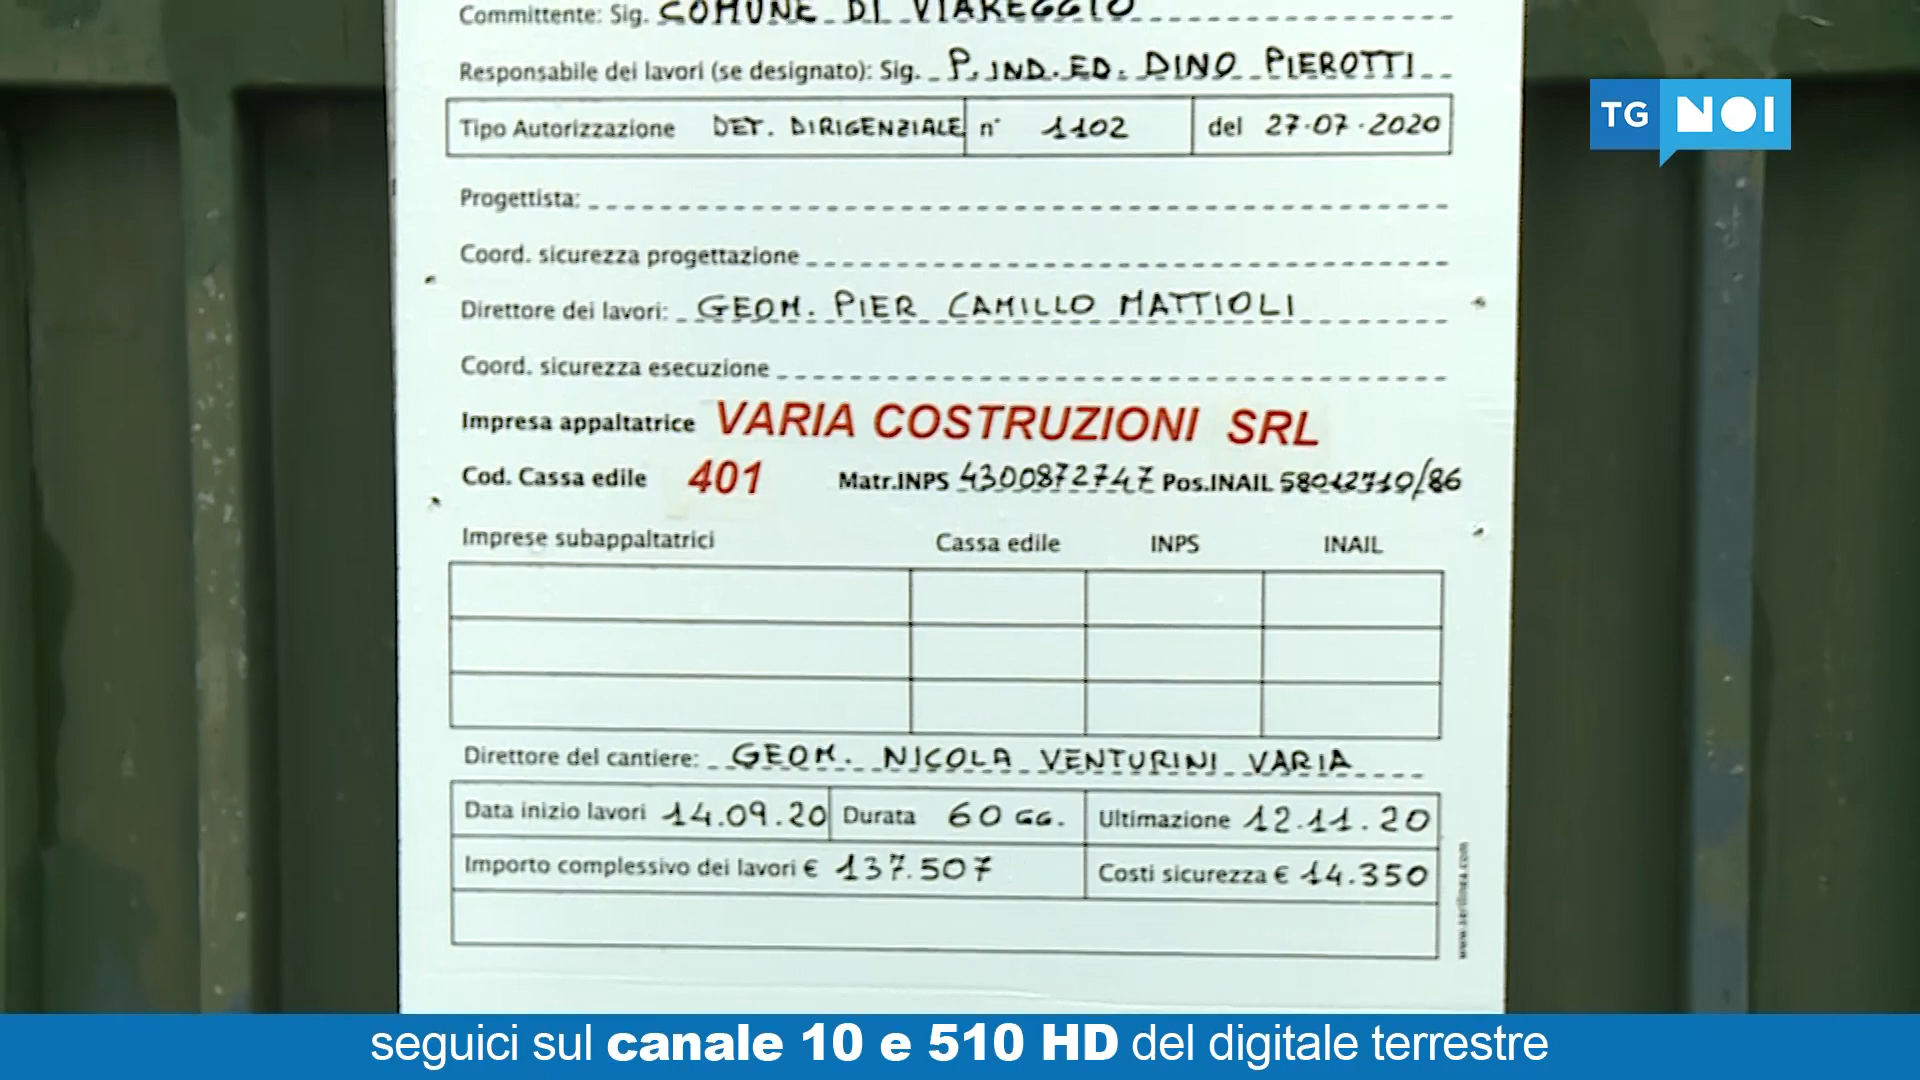 Committente: Sig. COMUNE DI VIAREGGIO
Responsabile dei lavori (se designato): Sig. P. IND. ED. DINO PIEROTTI
TG NOI
Tipo Autorizzazione DET. DIRIGENZIALE n° 1102 del 27.07.2020
Progettista:
Coord. sicurezza progettazione
Direttore dei lavori: GEOM. PIER CAMILLO MATTIOLI
Coord. sicurezza esecuzione
Impresa appaltatrice VARIA COSTRUZIONI SRL
Cod. Cassa edile 401 Matr.INPS 4300872747 Pos.INAIL 58012710/86
Imprese subappaltatrici Cassa edile INPS INAIL
Direttore del cantiere: GEOM. NICOLA VENTURINI VARIA
Data inizio lavori 14.09.20 Durata 60 GG. Ultimazione 12.11.20
Importo complessivo dei lavori € 137.507 Costi sicurezza € 14.350
www.serilinea.com
seguici sul canale 10 e 510 HD del digitale terrestre